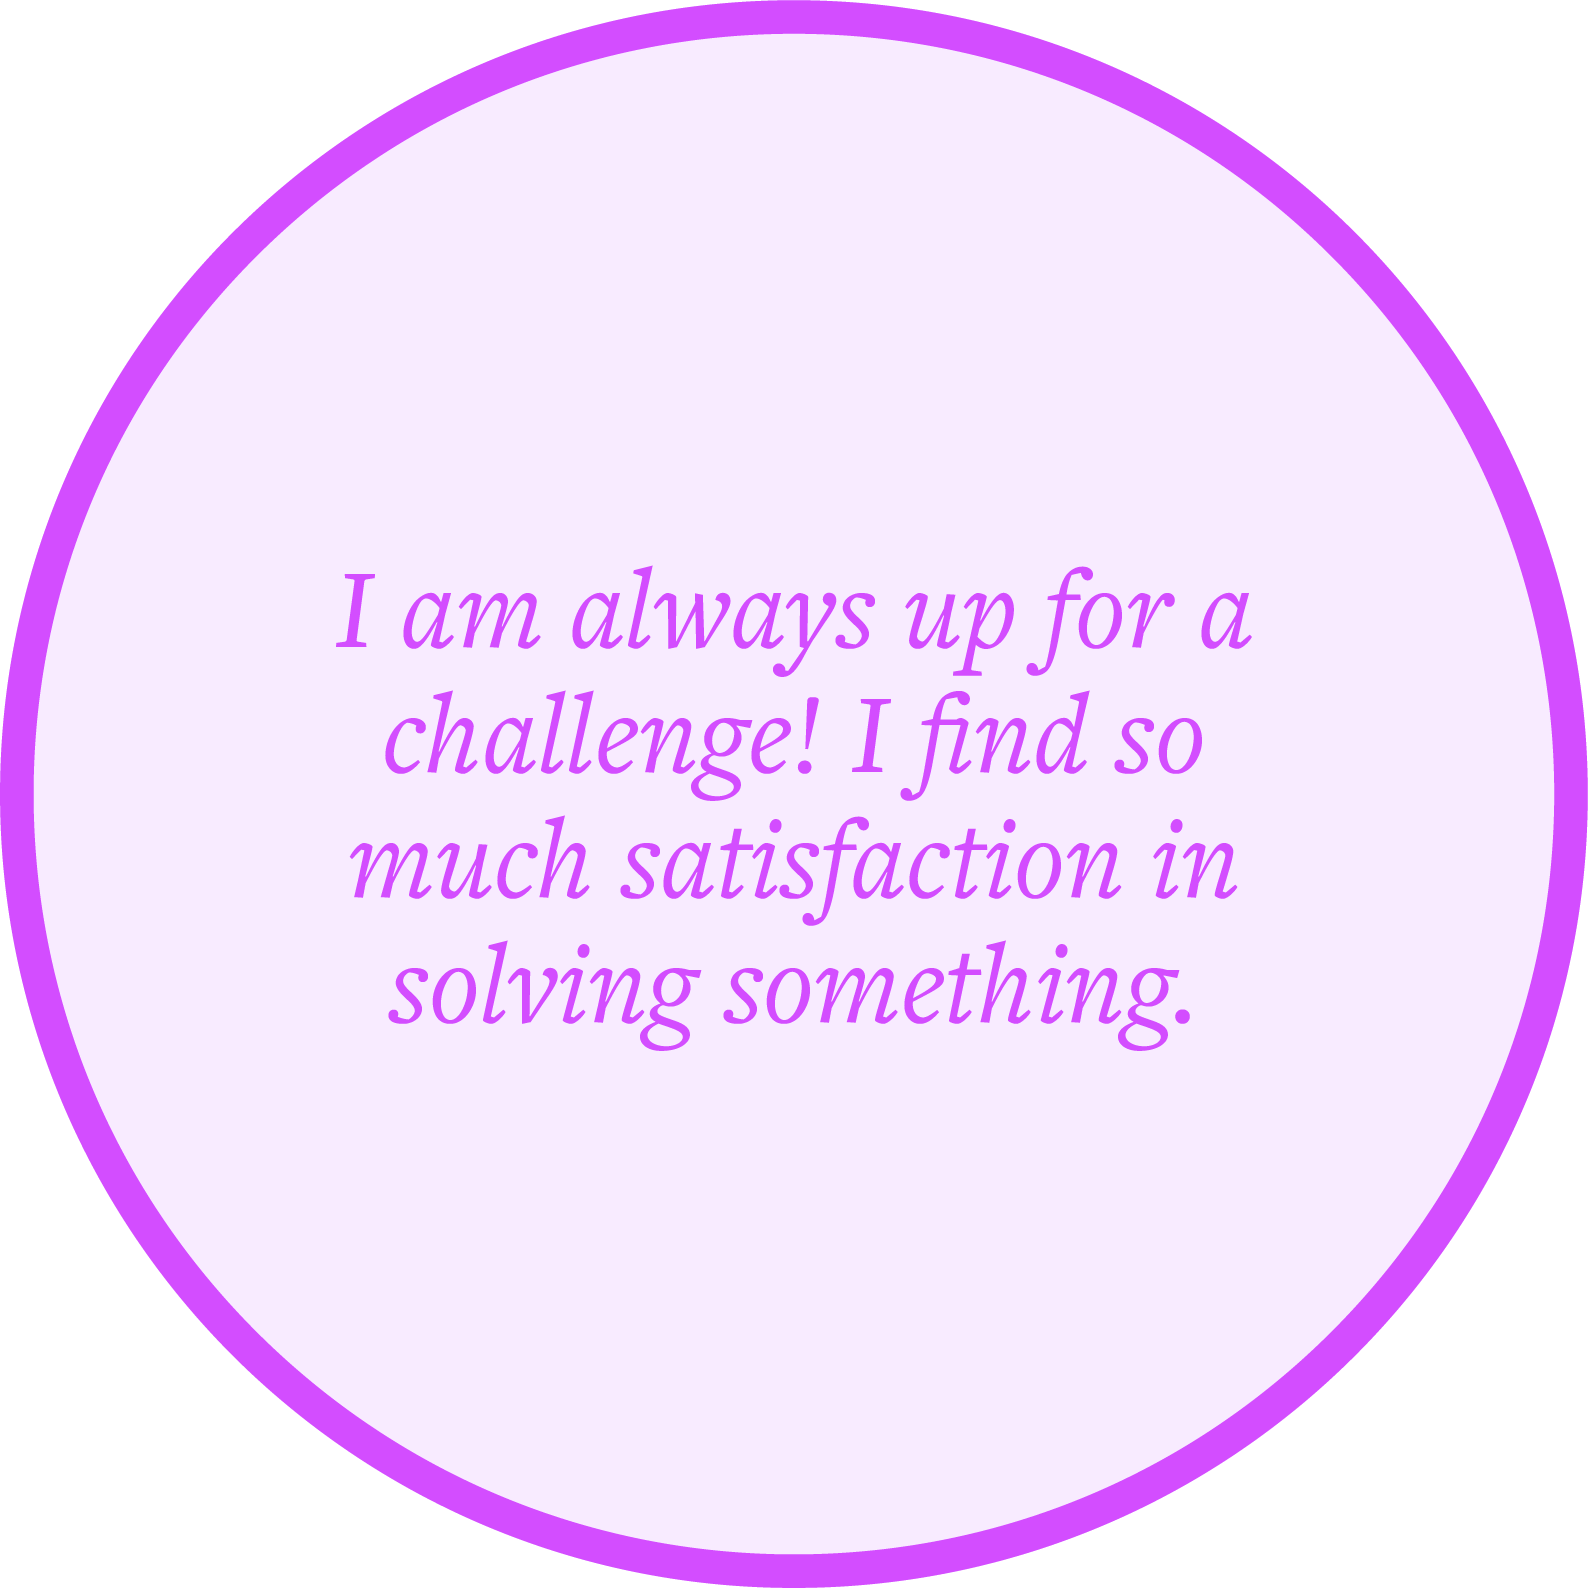 I am always up for a
challenge! I find so
much satisfaction in
solving something.